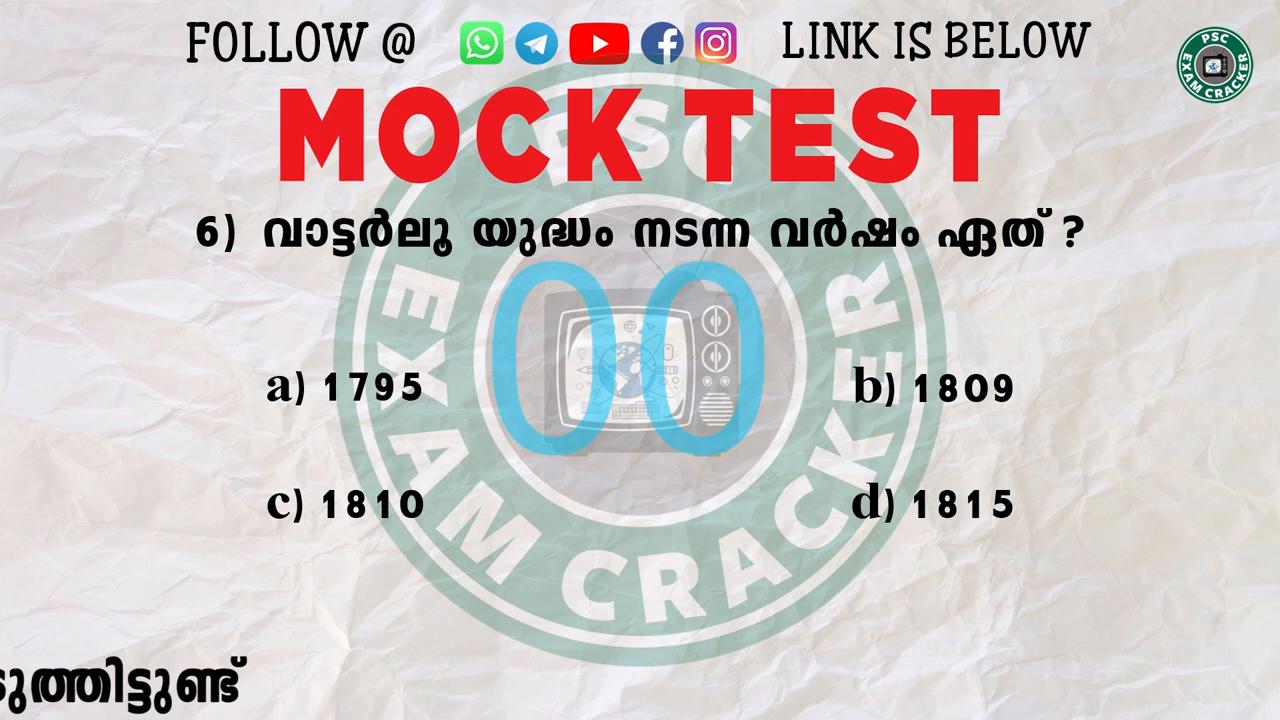 FOLLOW @ LINK IS BELOW
PSC EXAM CRACKER
MOCK TEST
6) വാട്ടർലൂ യുദ്ധം നടന്ന വർഷം ഏത് ?
00
a) 1795
b) 1809
c) 1810
d) 1815
PSC EXAM CRACKER
ടുത്തിട്ടുണ്ട്